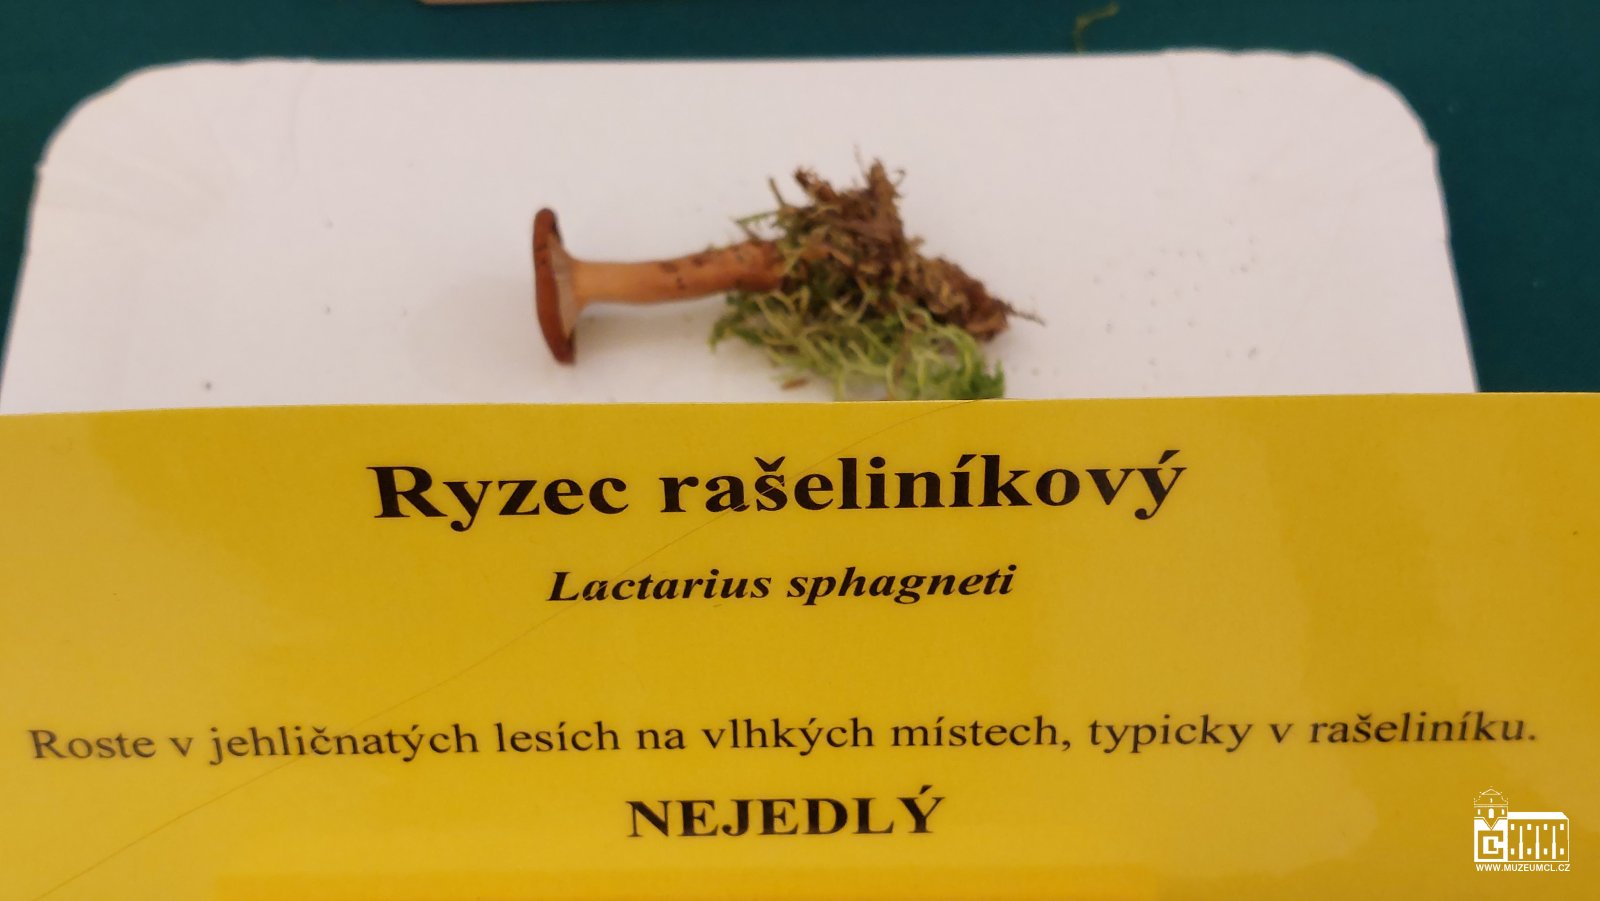 Ryzec rašeliníkový
Lactarius sphagneti
Roste v jehličnatých lesích na vlhkých místech, typicky v rašeliníku.
NEJEDLÝ
WWW.MUZEUMCL.CZ